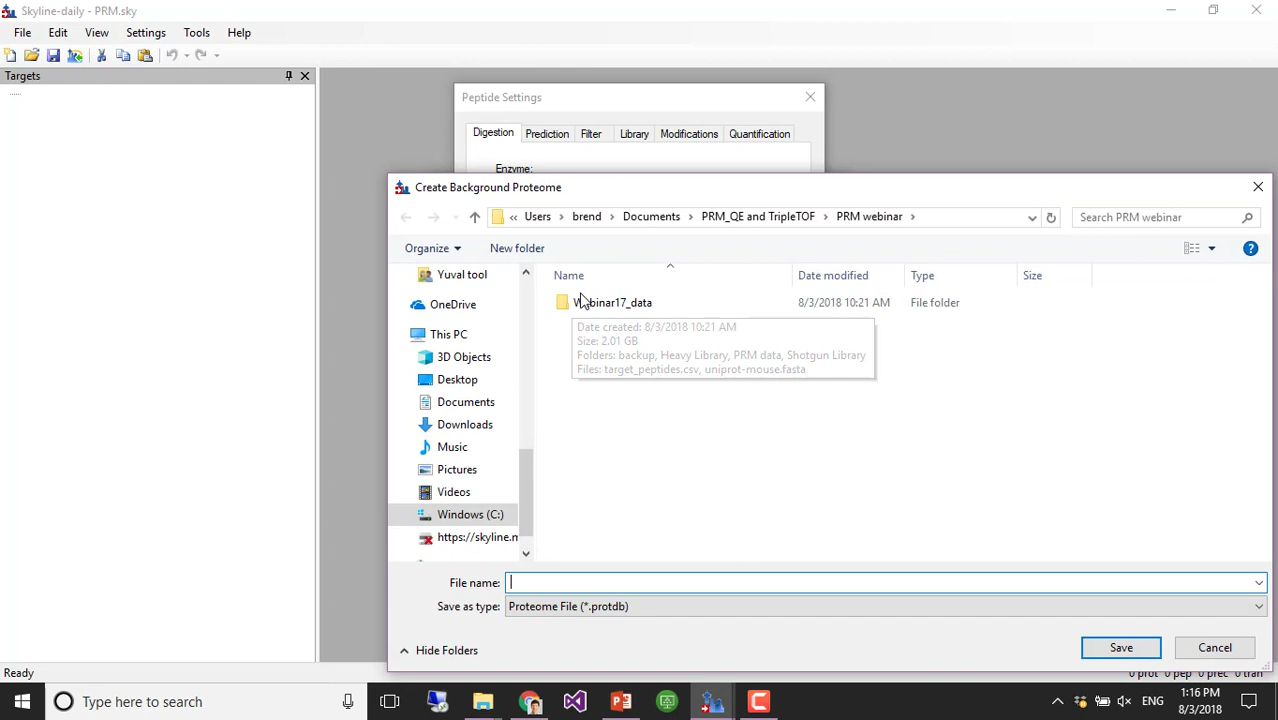 Skyline-daily - PRM.sky
File Edit View Settings Tools Help
Targets
Peptide Settings
Digestion Prediction Filter Library Modifications Quantification
Enzyme:
Create Background Proteome
« Users › brend › Documents › PRM_QE and TripleTOF › PRM webinar ›
Search PRM webinar
Organize New folder
Name Date modified Type Size
Yuval tool
OneDrive
This PC
3D Objects
Desktop
Documents
Downloads
Music
Pictures
Videos
Windows (C:)
https://skyline.m
Webinar17_data 8/3/2018 10:21 AM File folder
Date created: 8/3/2018 10:21 AM
Size: 2.01 GB
Folders: backup, Heavy Library, PRM data, Shotgun Library
Files: target_peptides.csv, uniprot-mouse.fasta
File name:
Save as type: Proteome File (*.protdb)
Hide Folders
Save Cancel
Ready
0 prot 0 pep 0 prec 0 tran
Type here to search
ENG
1:16 PM
8/3/2018